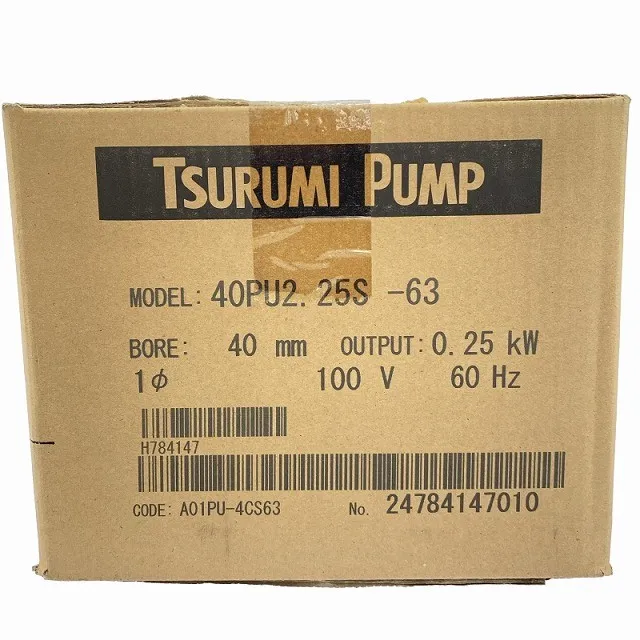 TSURUMI PUMP
MODEL: 40PU2.25S -63
BORE: 40 mm OUTPUT: 0.25 kW
1φ 100 V 60 Hz
H784147
CODE: A01PU-4CS63 No. 24784147010